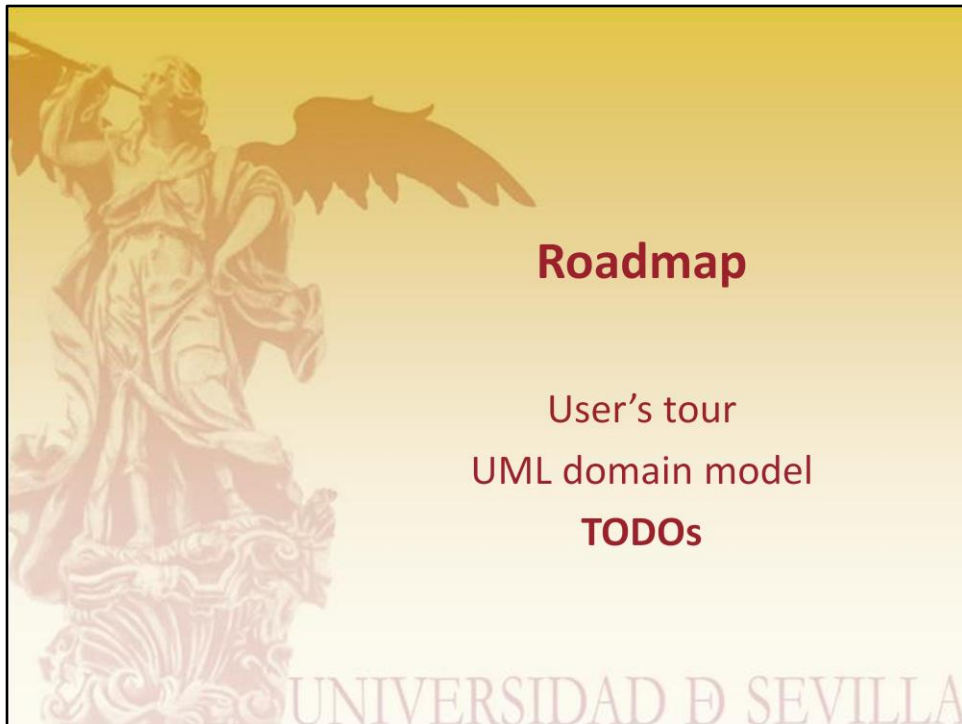 Roadmap
User’s tour
UML domain model
TODOs
UNIVERSIDAD Đ SEVILLA